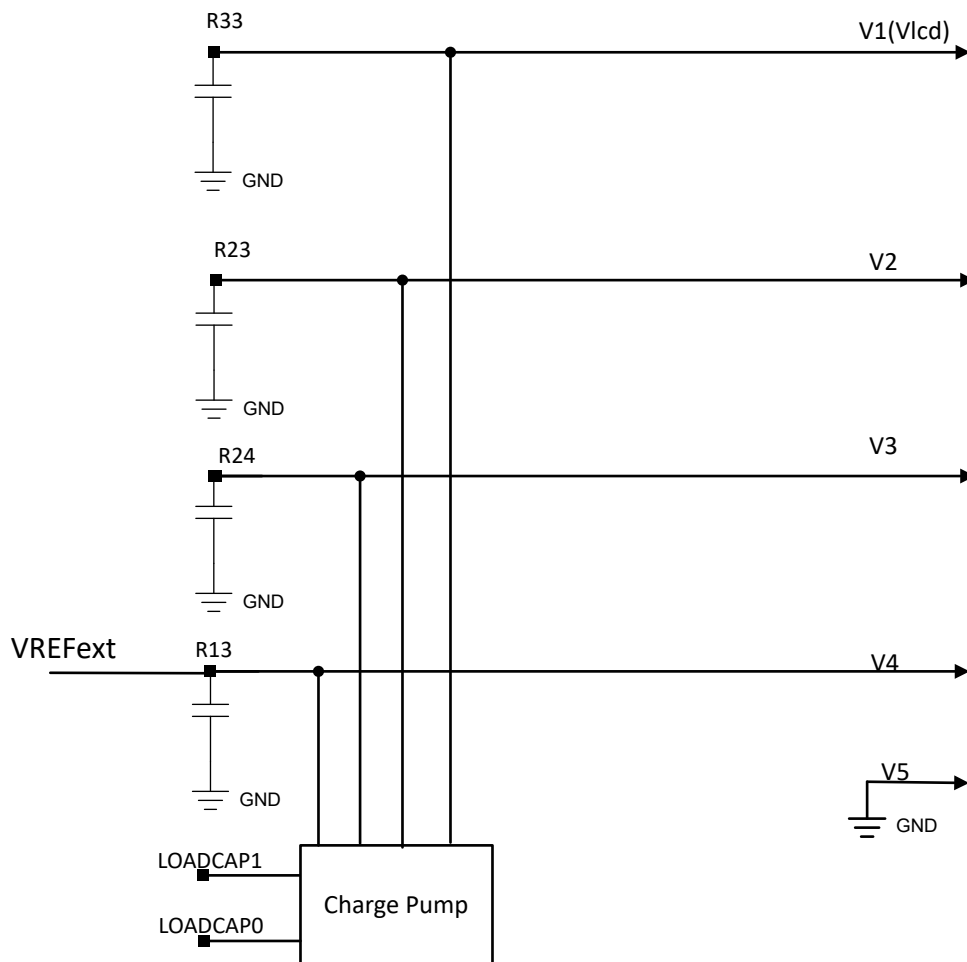 R33
V1(Vlcd)
GND
R23
V2
GND
R24
V3
GND
VREFext
R13
V4
V5
GND
GND
LOADCAP1
Charge Pump
LOADCAP0